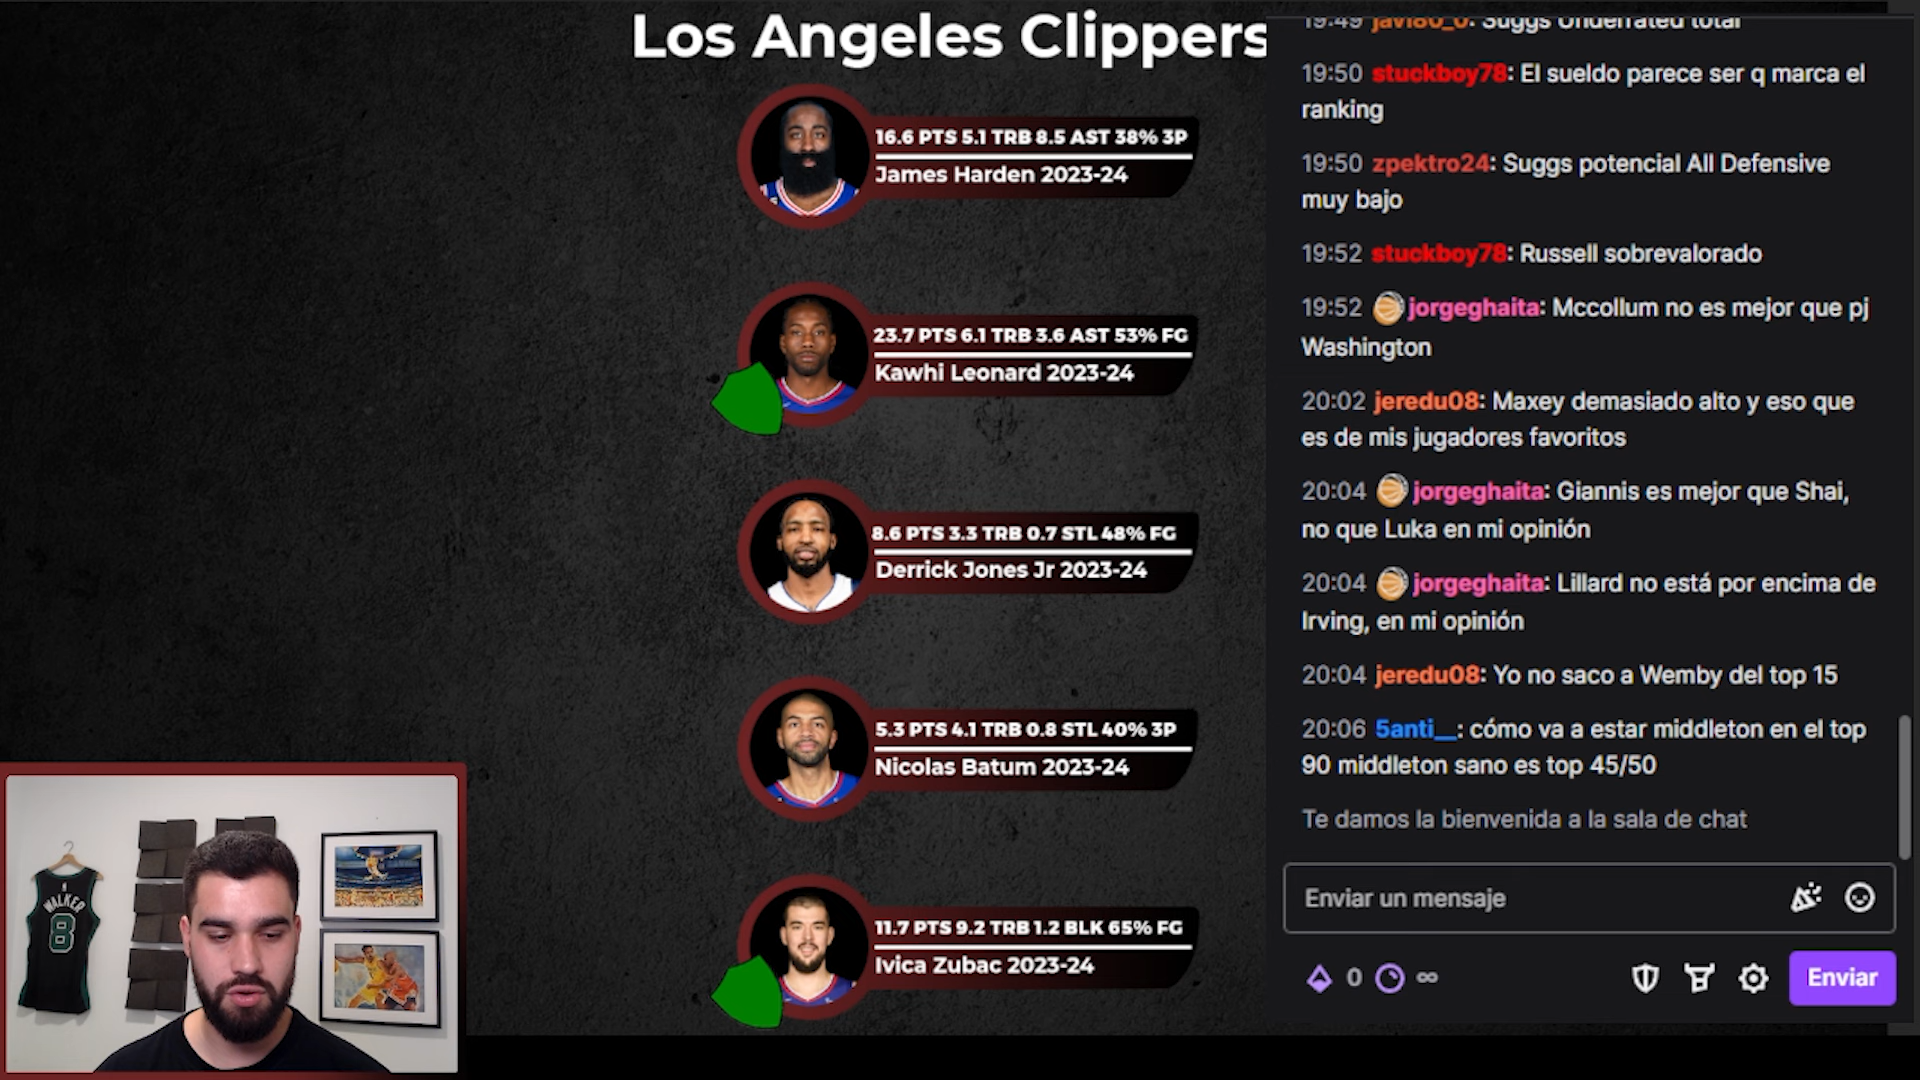 Los Angeles Clippers
16.6 PTS 5.1 TRB 8.5 AST 38% 3P
James Harden 2023-24
23.7 PTS 6.1 TRB 3.6 AST 53% FG
Kawhi Leonard 2023-24
8.6 PTS 3.3 TRB 0.7 STL 48% FG
Derrick Jones Jr 2023-24
5.3 PTS 4.1 TRB 0.8 STL 40% 3P
Nicolas Batum 2023-24
11.7 PTS 9.2 TRB 1.2 BLK 65% FG
Ivica Zubac 2023-24
WALKER
8
19:49 javi80_0: Suggs Underrated total
19:50 stuckboy78: El sueldo parece ser q marca el
ranking
19:50 zpektro24: Suggs potencial All Defensive
muy bajo
19:52 stuckboy78: Russell sobrevalorado
19:52 jorgeghaita: Mccollum no es mejor que pj
Washington
20:02 jeredu08: Maxey demasiado alto y eso que
es de mis jugadores favoritos
20:04 jorgeghaita: Giannis es mejor que Shai,
no que Luka en mi opinión
20:04 jorgeghaita: Lillard no está por encima de
Irving, en mi opinión
20:04 jeredu08: Yo no saco a Wemby del top 15
20:06 5anti__: cómo va a estar middleton en el top
90 middleton sano es top 45/50
Te damos la bienvenida a la sala de chat
Enviar un mensaje
0 ∞
Enviar